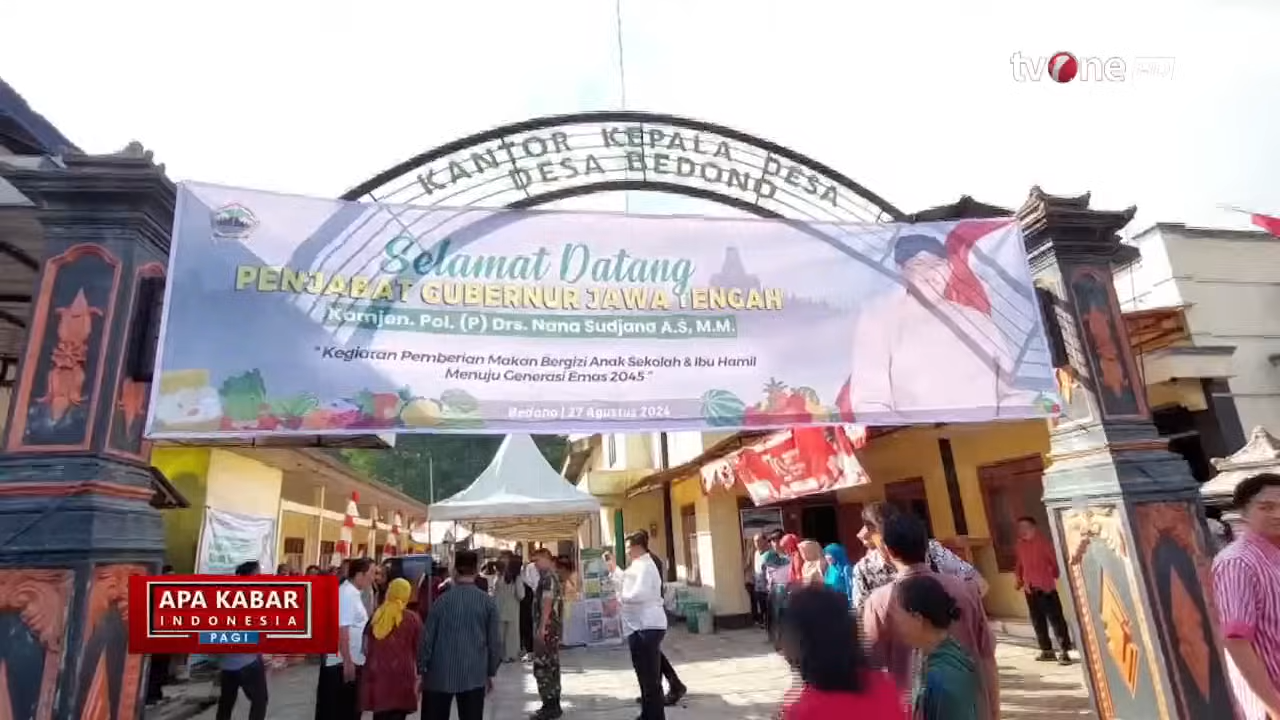 tvOne
KANTOR KEPALA DESA
DESA BEDONO
Selamat Datang
PENJABAT GUBERNUR JAWA TENGAH
Komjen. Pol. (P) Drs. Nana Sudjana A.S, M.M.
"Kegiatan Pemberian Makan Bergizi Anak Sekolah & Ibu Hamil
Menuju Generasi Emas 2045"
Bedono | 27 Agustus 2024
APA KABAR
INDONESIA
PAGI